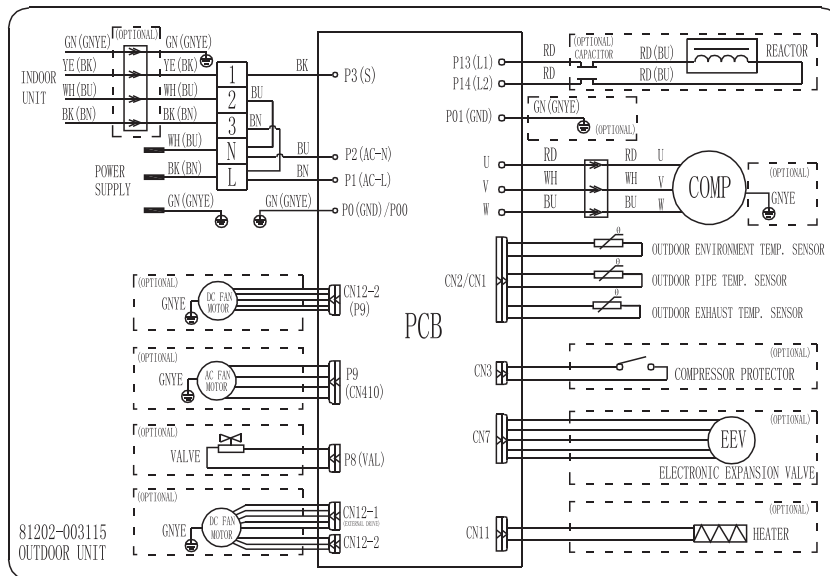 GN(GNYE)
(OPTIONAL)
GN(GNYE)
YE(BK)
YE(BK)
INDOOR
UNIT
WH(BU)
WH(BU)
BK(BN)
BK(BN)
1
2
3
N
L
BK
BU
BN
BU
BN
WH(BU)
POWER
SUPPLY
BK(BN)
GN(GNYE)
GN(GNYE)
P3(S)
P2(AC-N)
P1(AC-L)
P0(GND)/P00
(OPTIONAL)
GNYE
DC FAN
MOTOR
CN12-2
(P9)
(OPTIONAL)
GNYE
AC FAN
MOTOR
P9
(CN410)
(OPTIONAL)
VALVE
P8(VAL)
(OPTIONAL)
GNYE
DC FAN
MOTOR
CN12-1
(EXTERNAL DRIVE)
CN12-2
81202-003115
OUTDOOR UNIT
PCB
P13(L1)
RD
(OPTIONAL)
CAPACITOR
RD(BU)
REACTOR
P14(L2)
RD
RD(BU)
P01(GND)
GN(GNYE)
(OPTIONAL)
U
RD
RD
U
V
WH
WH
V
W
BU
BU
W
COMP
(OPTIONAL)
GNYE
CN2/CN1
θ
OUTDOOR ENVIRONMENT TEMP. SENSOR
θ
OUTDOOR PIPE TEMP. SENSOR
θ
OUTDOOR EXHAUST TEMP. SENSOR
CN3
(OPTIONAL)
COMPRESSOR PROTECTOR
CN7
(OPTIONAL)
EEV
ELECTRONIC EXPANSION VALVE
CN11
(OPTIONAL)
HEATER